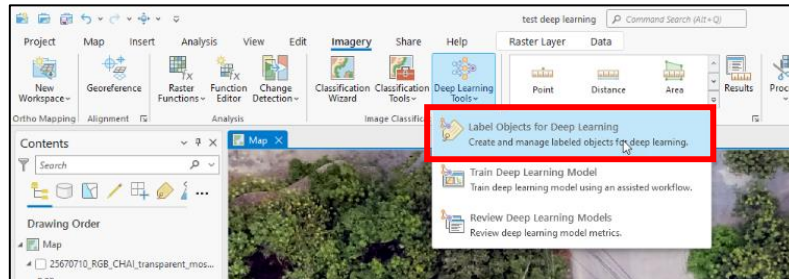 test deep learning
Command Search (Alt+Q)
Project Map Insert Analysis View Edit Imagery Share Help Raster Layer Data
New Workspace
Georeference
Raster Functions
Function Editor
Change Detection
Classification Wizard
Classification Tools
Deep Learning Tools
Point
Distance
Area
Results
Ortho Mapping
Alignment
Analysis
Contents
Map
Search
Drawing Order
Map
25670710_RGB_CHAI_transparent_mos...
Label Objects for Deep Learning
Create and manage labeled objects for deep learning.
Train Deep Learning Model
Train deep learning model using an assisted workflow.
Review Deep Learning Models
Review deep learning model metrics.